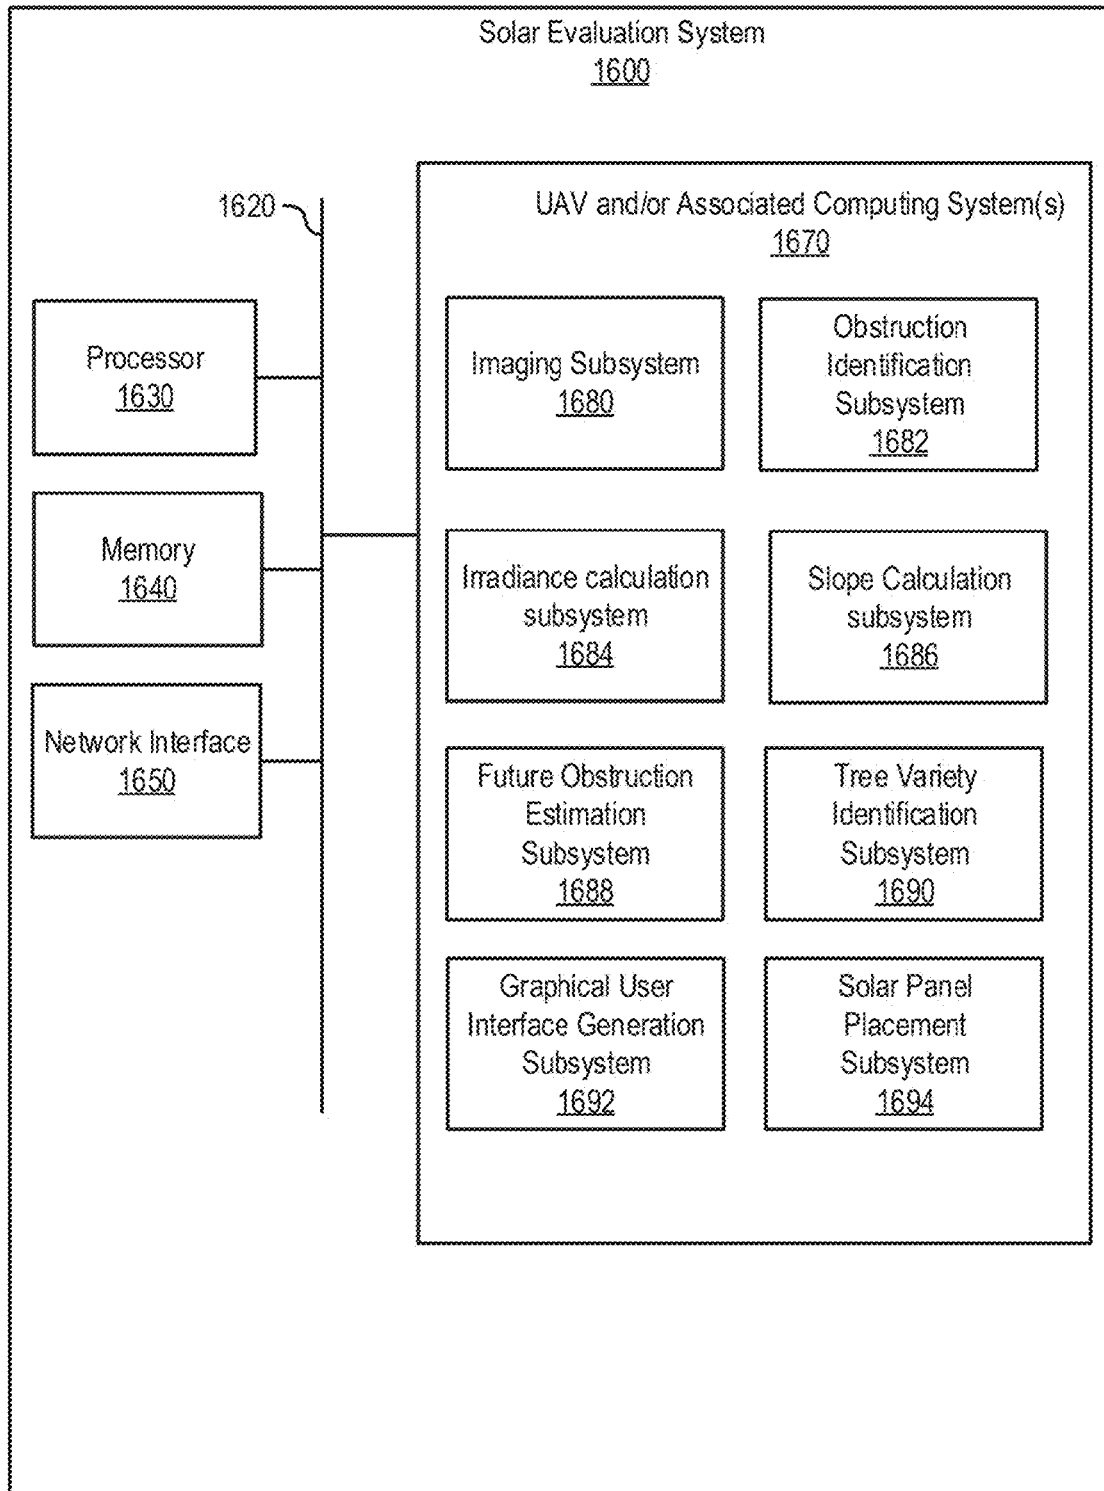 Solar Evaluation System
1600
1620
UAV and/or Associated Computing System(s)
1670
Processor
1630
Memory
1640
Network Interface
1650
Imaging Subsystem
1680
Obstruction
Identification
Subsystem
1682
Irradiance calculation
subsystem
1684
Slope Calculation
subsystem
1686
Future Obstruction
Estimation
Subsystem
1688
Tree Variety
Identification
Subsystem
1690
Graphical User
Interface Generation
Subsystem
1692
Solar Panel
Placement
Subsystem
1694